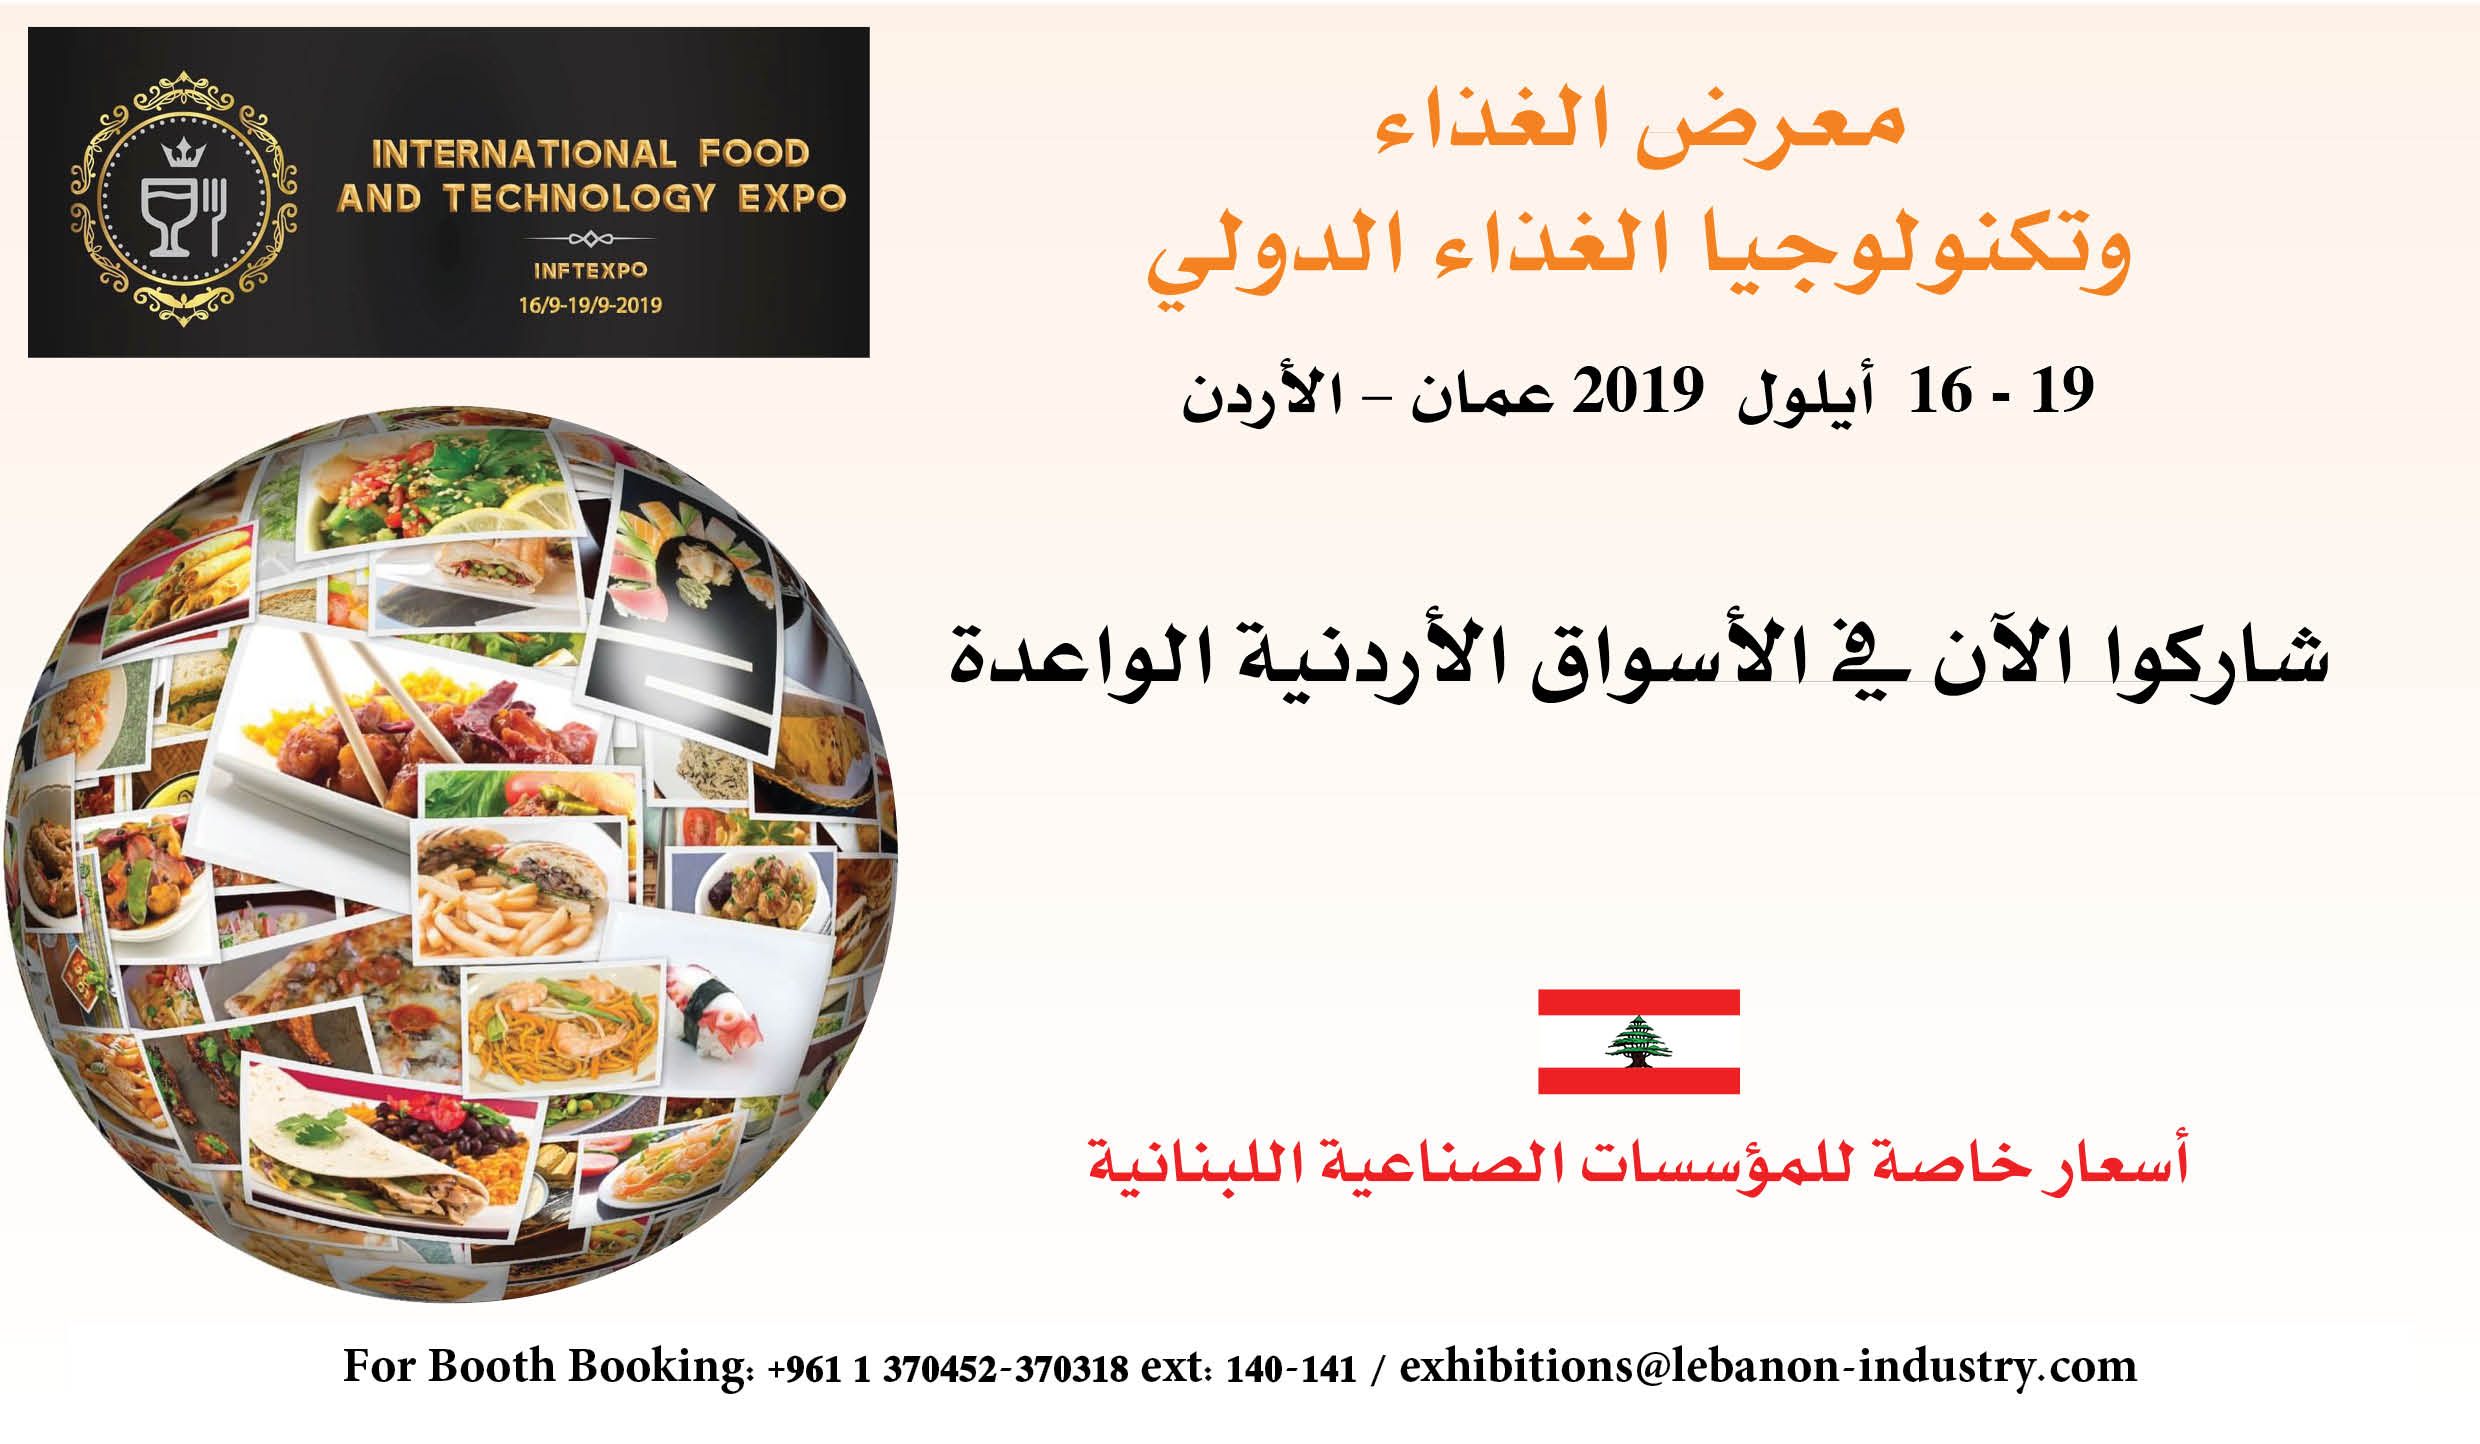 INTERNATIONAL FOOD
AND TECHNOLOGY EXPO
INFTEXPO
16/9-19/9-2019
معرض الغذاء
وتكنولوجيا الغذاء الدولي
19 - 16 أيلول 2019 عمان – الأردن
شاركوا الآن في الأسواق الأردنية الواعدة
أسعار خاصة للمؤسسات الصناعية اللبنانية
For Booth Booking: +961 1 370452-370318 ext: 140-141 / exhibitions@lebanon-industry.com